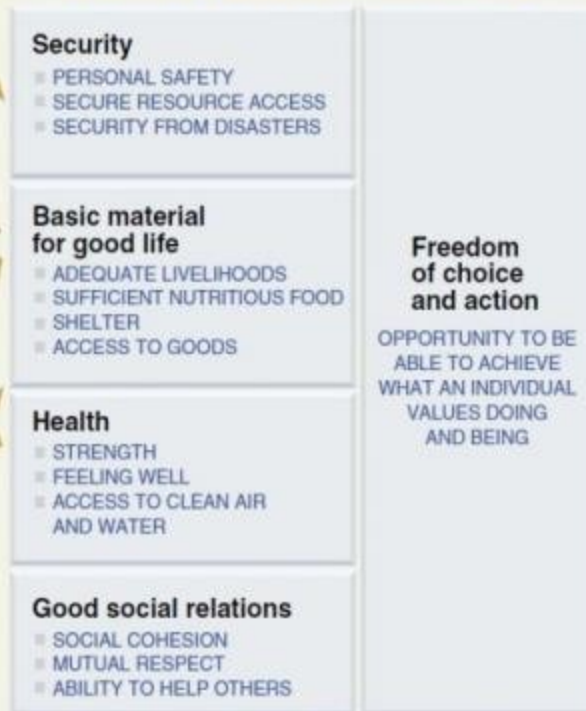 Security
PERSONAL SAFETY
SECURE RESOURCE ACCESS
SECURITY FROM DISASTERS
Basic material
for good life
ADEQUATE LIVELIHOODS
SUFFICIENT NUTRITIOUS FOOD
SHELTER
ACCESS TO GOODS
Health
STRENGTH
FEELING WELL
ACCESS TO CLEAN AIR
AND WATER
Good social relations
SOCIAL COHESION
MUTUAL RESPECT
ABILITY TO HELP OTHERS
Freedom
of choice
and action
OPPORTUNITY TO BE
ABLE TO ACHIEVE
WHAT AN INDIVIDUAL
VALUES DOING
AND BEING